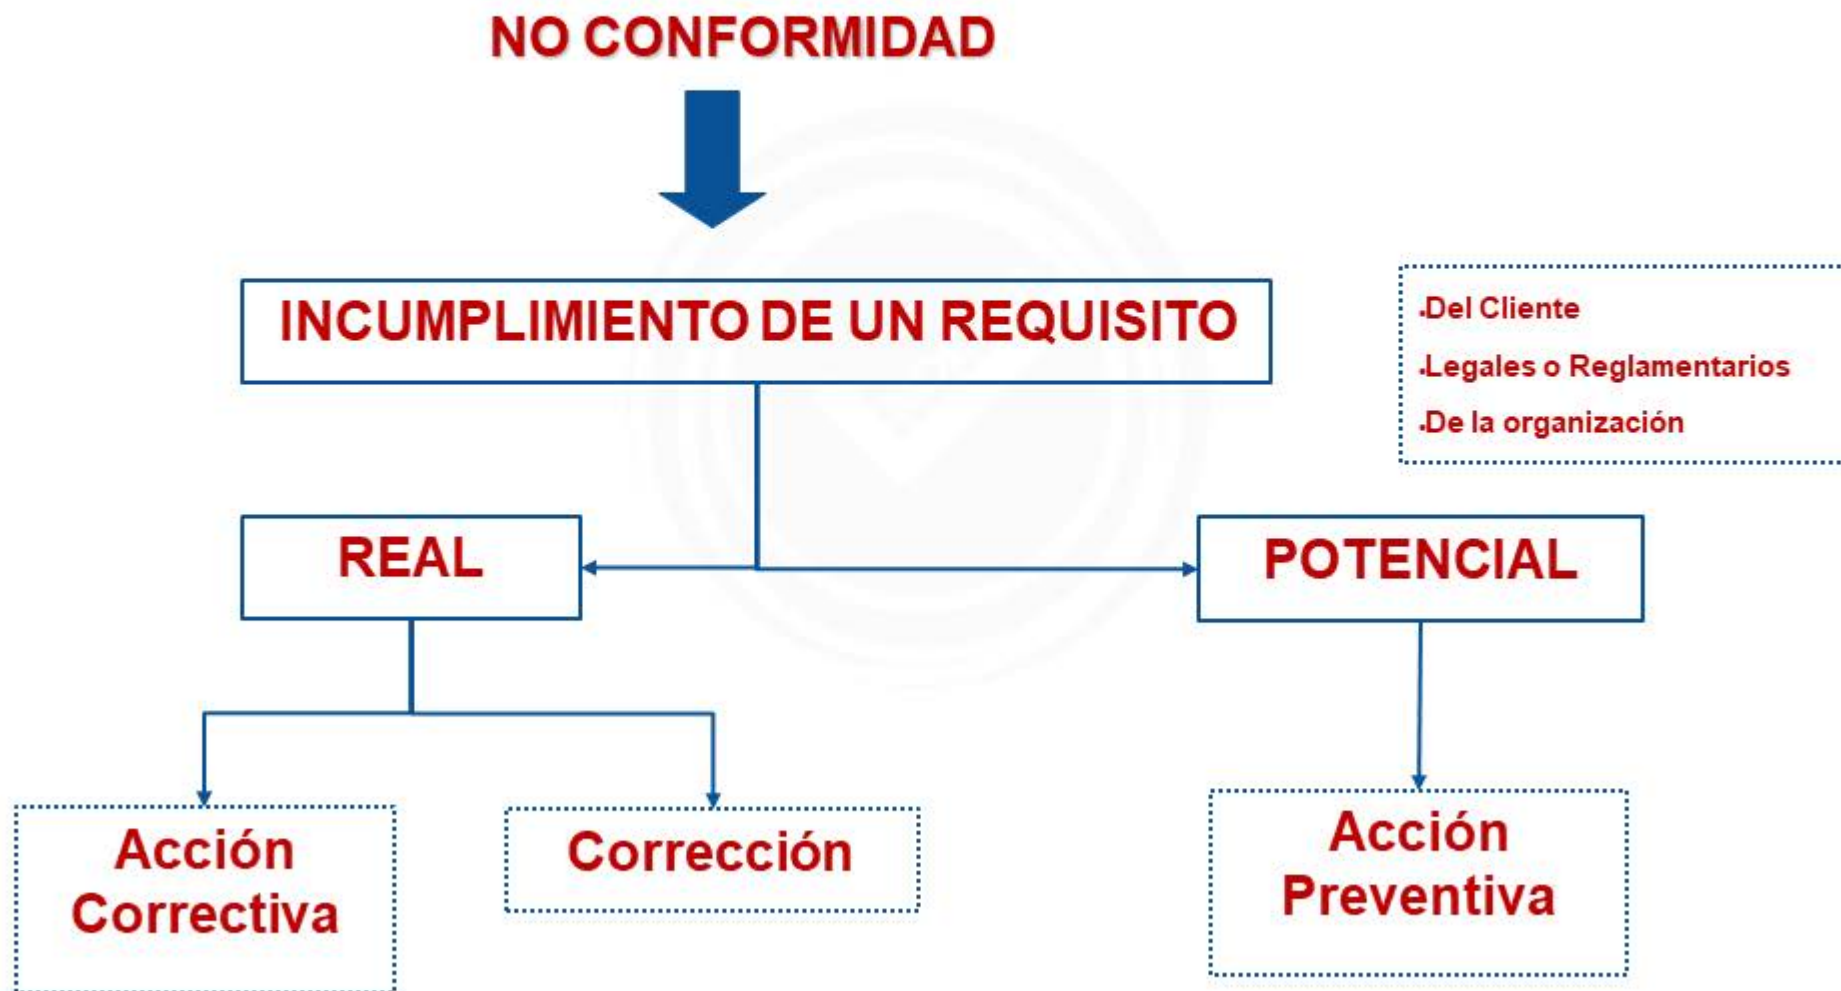 NO CONFORMIDAD
INCUMPLIMIENTO DE UN REQUISITO
.Del Cliente
.Legales o Reglamentarios
.De la organización
REAL
POTENCIAL
Acción
Correctiva
Corrección
Acción
Preventiva